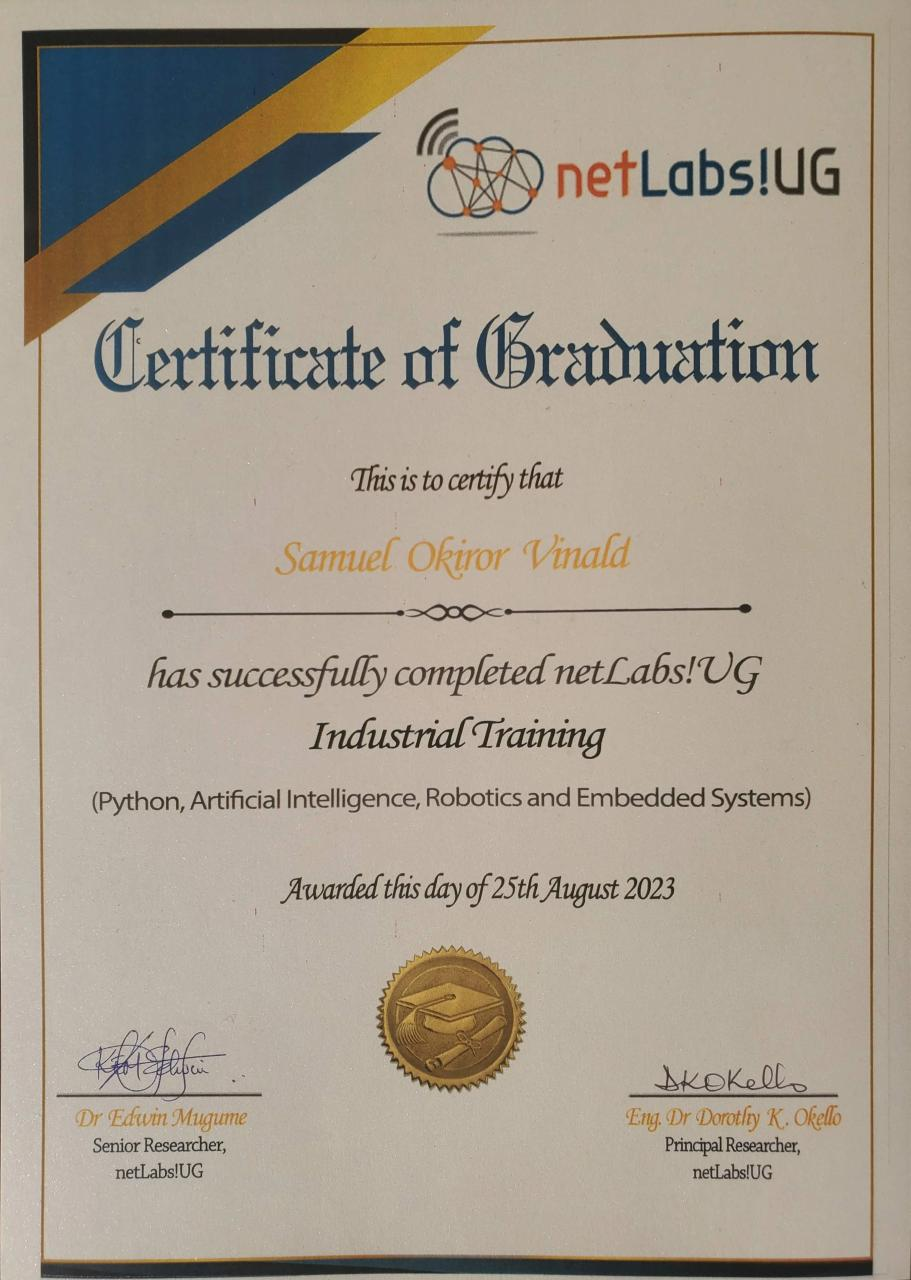 netLabs!UG
Certificate of Graduation
This is to certify that
Samuel Okiror Vinald
has successfully completed netLabs!UG
Industrial Training
(Python, Artificial Intelligence, Robotics and Embedded Systems)
Awarded this day of 25th August 2023
Dr Edwin Mugume
Senior Researcher,
netLabs!UG
DKOKello
Eng. Dr Dorothy K. Okello
Principal Researcher,
netLabs!UG